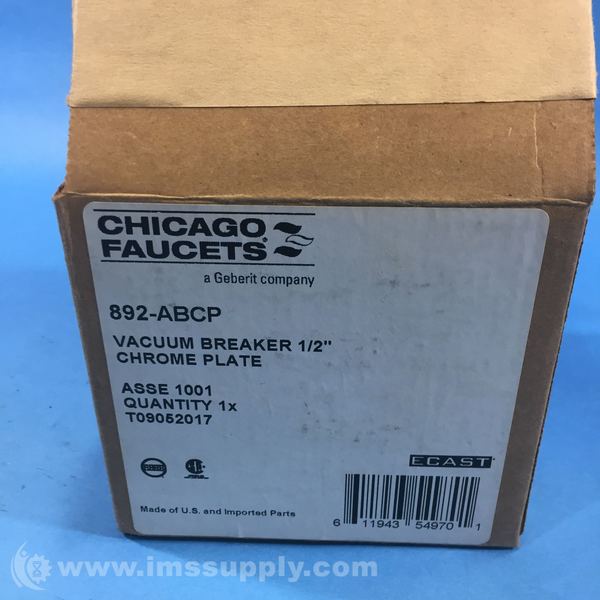 CHICAGO
FAUCETS
a Geberit company
892-ABCP
VACUUM BREAKER 1/2"
CHROME PLATE
ASSE 1001
QUANTITY 1x
T09052017
ECAST
Made of U.S. and Imported Parts
6 11943 54970 1
www.imssupply.com